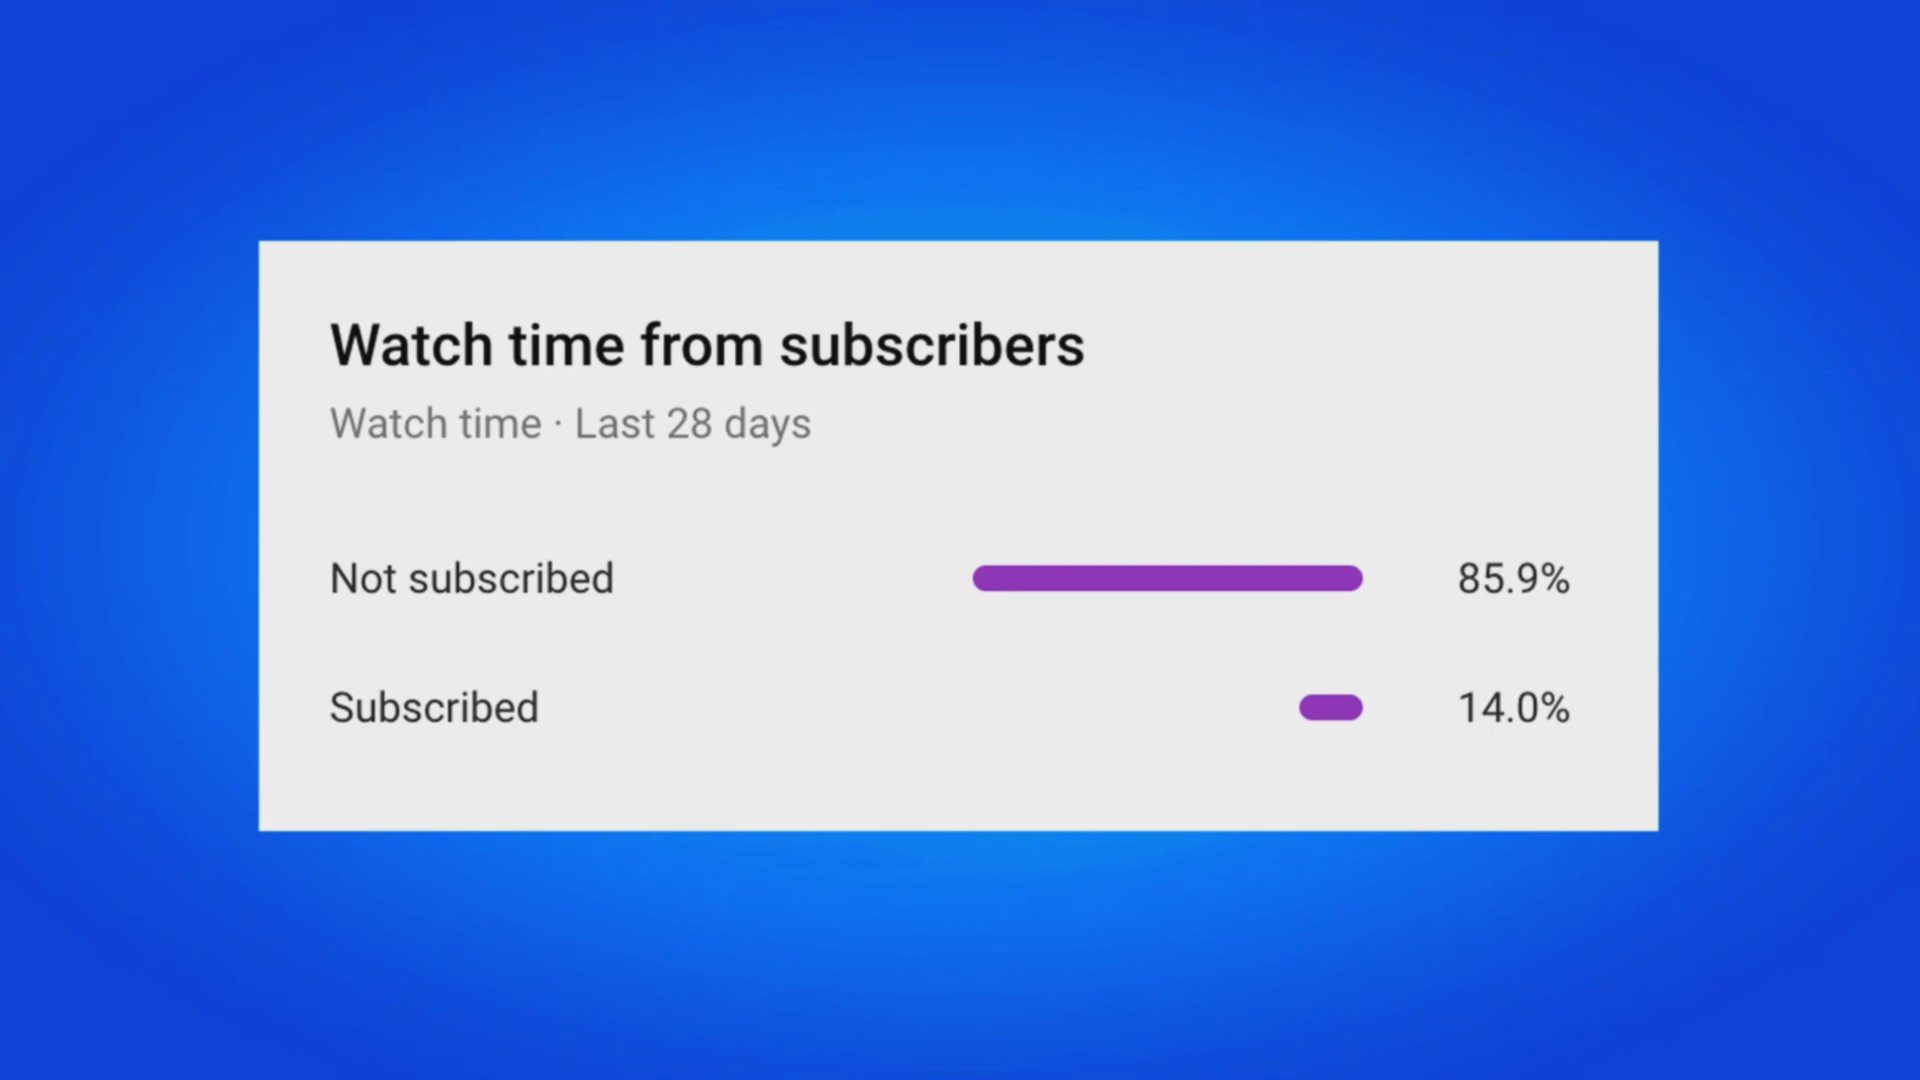 Watch time from subscribers
Watch time · Last 28 days
Not subscribed 85.9%
Subscribed 14.0%